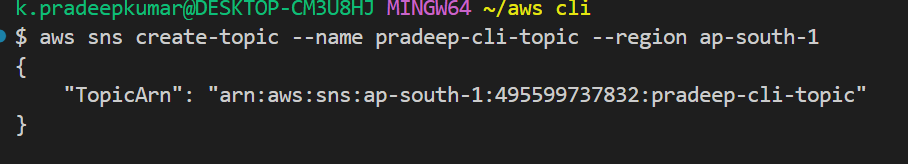 k.pradeepkumar@DESKTOP-CM3U8HJ MINGW64 ~/aws cli
$ aws sns create-topic --name pradeep-cli-topic --region ap-south-1
{
    "TopicArn": "arn:aws:sns:ap-south-1:495599737832:pradeep-cli-topic"
}